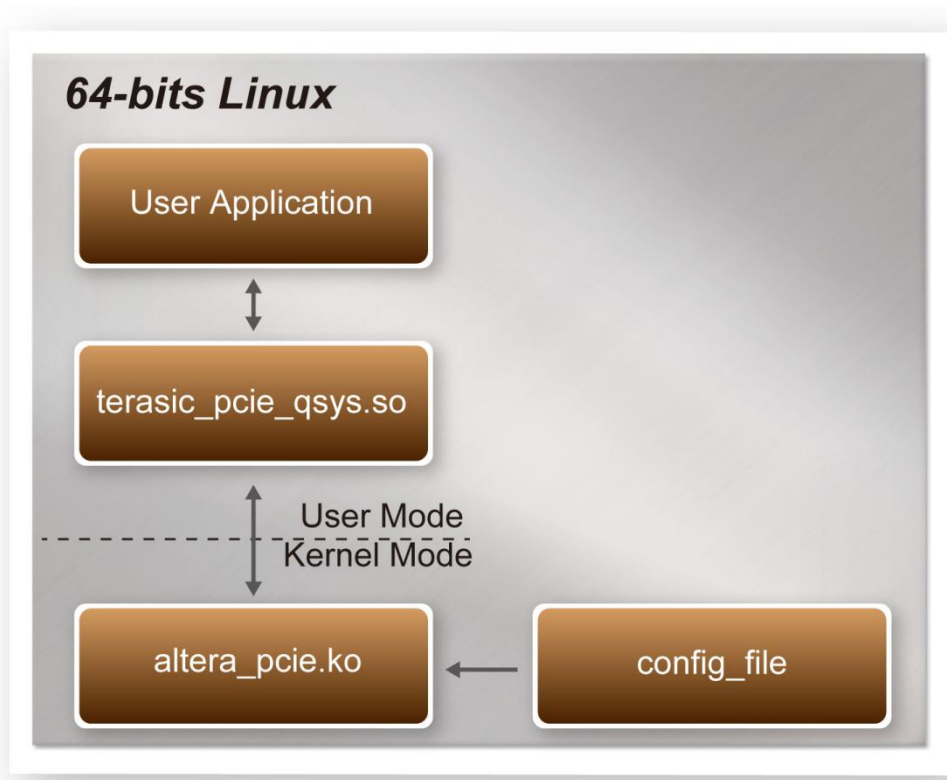 64-bits Linux
User Application
terasic_pcie_qsys.so
User Mode
Kernel Mode
altera_pcie.ko
config_file